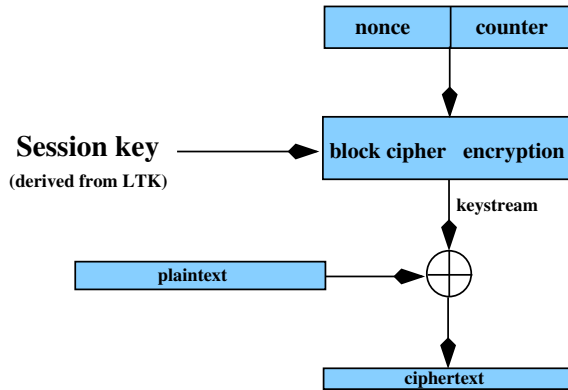 nonce counter
Session key
(derived from LTK)
block cipher encryption
keystream
plaintext
ciphertext